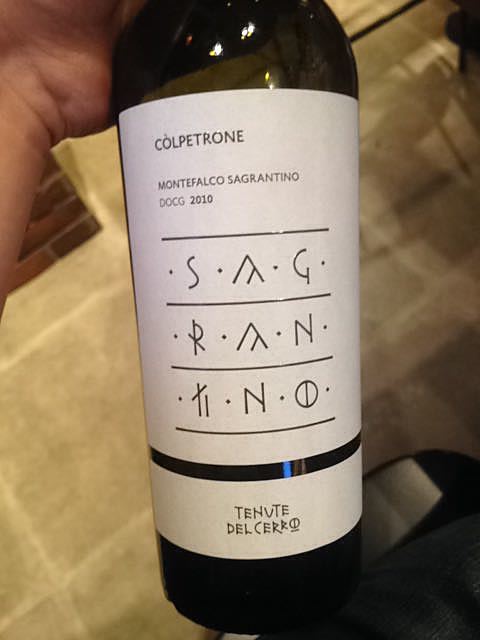 CÒLPETRONE
MONTEFALCO SAGRANTINO
DOCG 2010
· S · A · G ·
· R · A · N ·
· TI · N · O ·
TENUTE
DEL CERRO